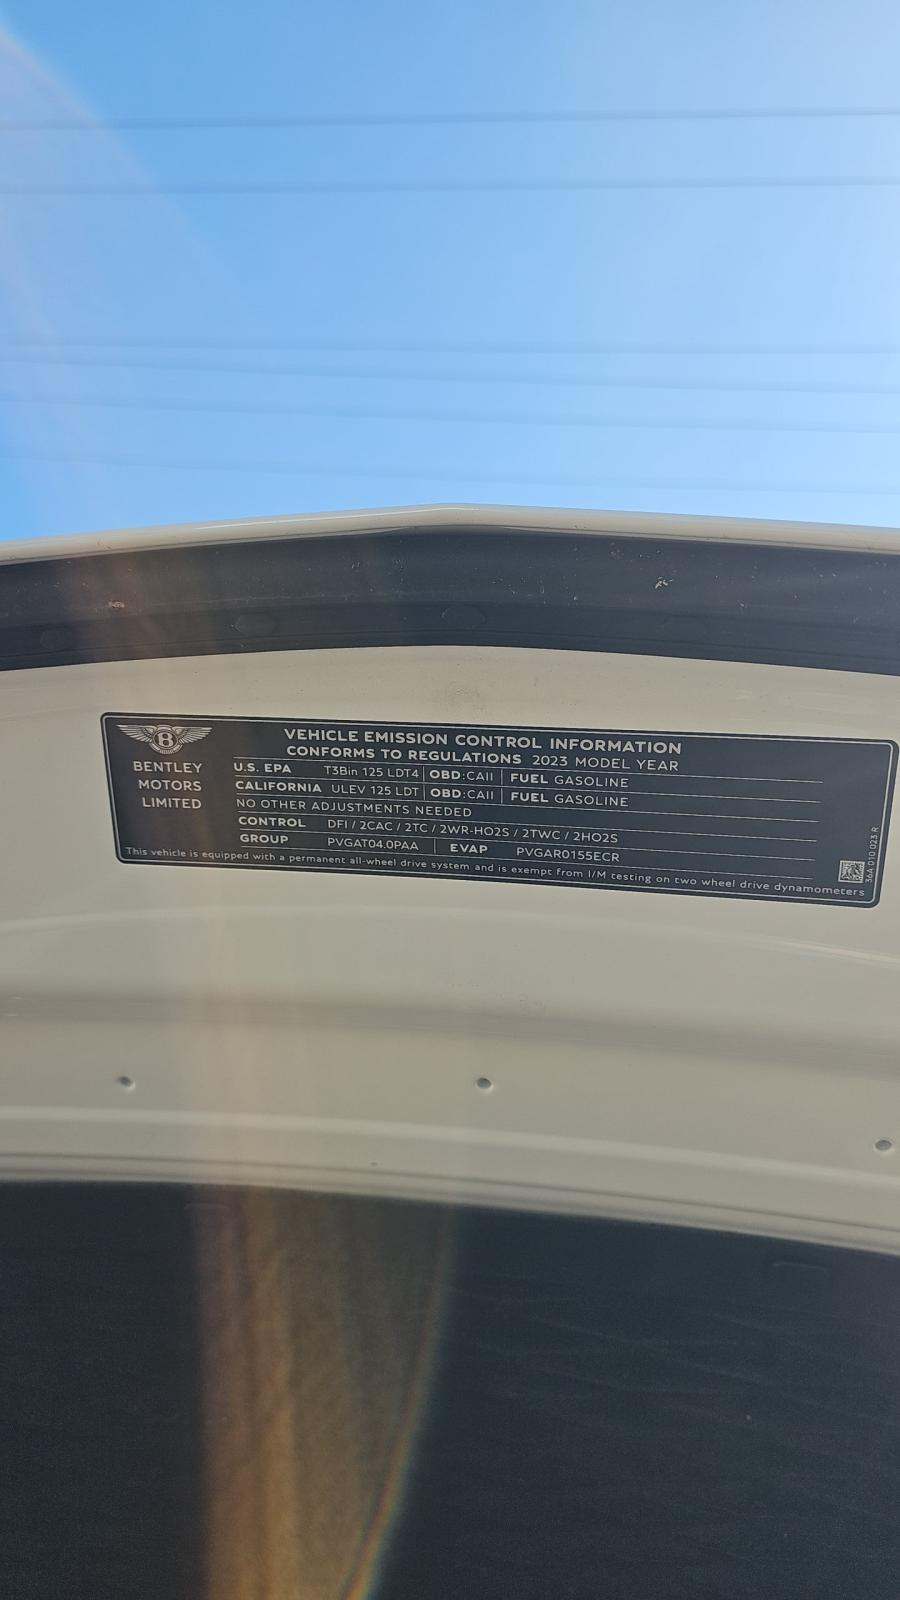 B
BENTLEY
MOTORS
LIMITED
VEHICLE EMISSION CONTROL INFORMATION
CONFORMS TO REGULATIONS 2023 MODEL YEAR
U.S. EPA T3Bin 125 LDT4 OBD:CAII FUEL GASOLINE
CALIFORNIA ULEV 125 LDT OBD:CAII FUEL GASOLINE
NO OTHER ADJUSTMENTS NEEDED
CONTROL DFI / 2CAC / 2TC / 2WR-HO2S / 2TWC / 2HO2S
GROUP PVGAT04.0PAA EVAP PVGAR0155ECR
This vehicle is equipped with a permanent all-wheel drive system and is exempt from I/M testing on two wheel drive dynamometers
36A 010 023 R